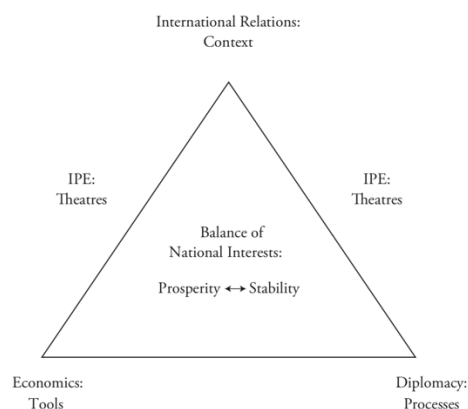 International Relations:
Context
IPE:
Theatres
IPE:
Theatres
Balance of
National Interests:
Prosperity ↔ Stability
Economics:
Tools
Diplomacy:
Processes